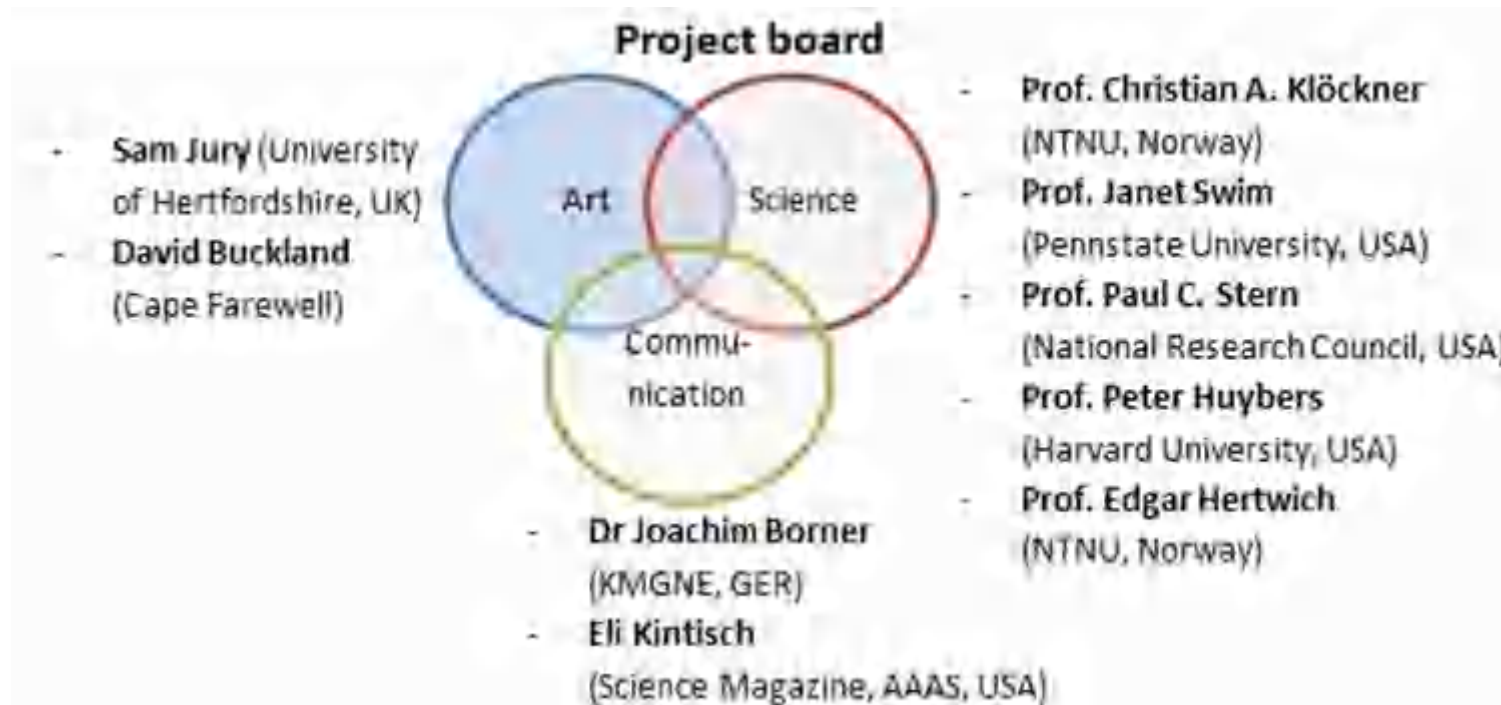 Project board
- Sam Jury (University
of Hertfordshire, UK)
- David Buckland
(Cape Farewell)
Art
Science
Commu-
nication
- Prof. Christian A. Klöckner
(NTNU, Norway)
- Prof. Janet Swim
(Pennstate University, USA)
- Prof. Paul C. Stern
(National Research Council, USA)
- Prof. Peter Huybers
(Harvard University, USA)
- Prof. Edgar Hertwich
(NTNU, Norway)
- Dr Joachim Borner
(KMGNE, GER)
- Eli Kintisch
(Science Magazine, AAAS, USA)